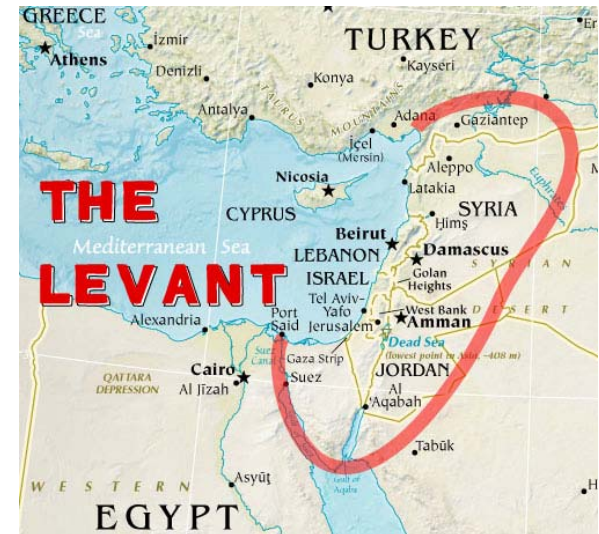 GREECE
Sea
Athens
İzmir
Denizli
Antalya
TURKEY
Kayseri
Konya
TAURUS MOUNTAINS
Adana
Gaziantep
İçel
(Mersin)
Nicosia
CYPRUS
Aleppo
Latakia
Euphrates
SYRIA
Ḥimş
THE
LEVANT
Mediterranean Sea
Beirut
LEBANON
Damascus
ISRAEL
Golan
Heights
SYRIAN
DESERT
Tel Aviv-
Yafo
West Bank
Jerusalem
Amman
Alexandria
Port
Said
Suez
Canal
Gaza Strip
Dead Sea
(lowest point in Asia, -408 m)
Cairo
Al Jīzah
Suez
JORDAN
Al
'Aqabah
QATTARA
DEPRESSION
Tabūk
Gulf of
Aqaba
WESTERN
Asyūţ
EGYPT